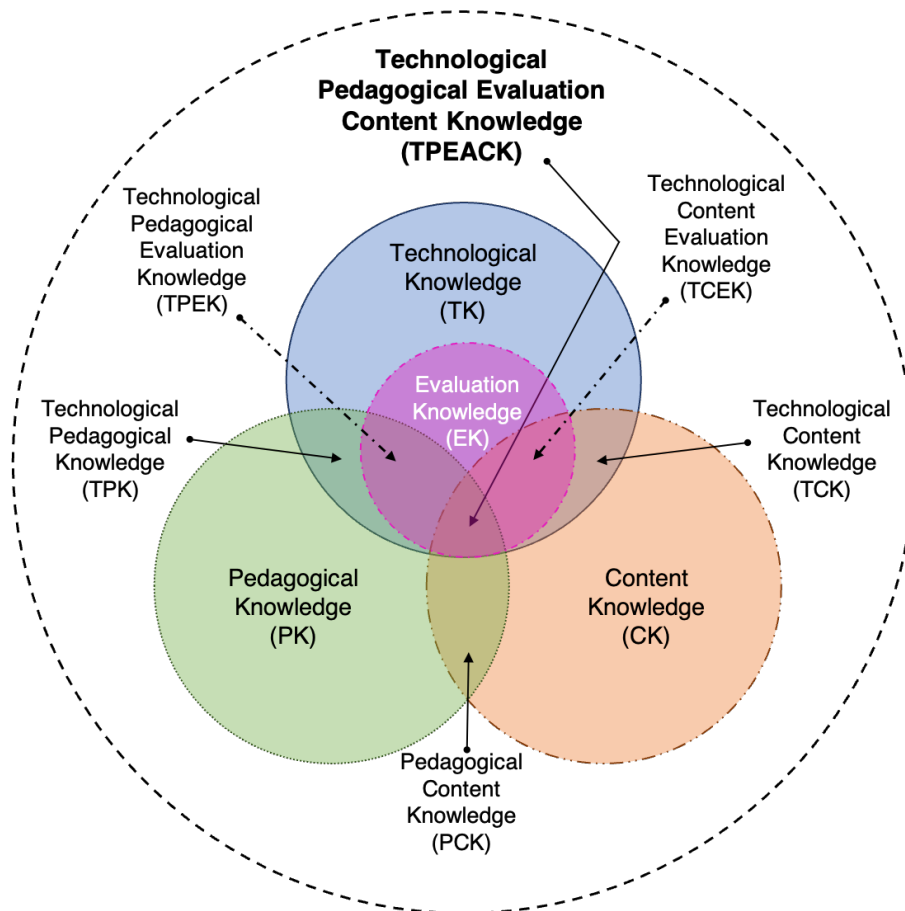 Technological
Pedagogical Evaluation
Content Knowledge
(TPEACK)
Technological
Pedagogical
Evaluation
Knowledge
(TPEK)
Technological
Content
Evaluation
Knowledge
(TCEK)
Technological
Knowledge
(TK)
Evaluation
Knowledge
(EK)
Technological
Pedagogical
Knowledge
(TPK)
Technological
Content
Knowledge
(TCK)
Pedagogical
Knowledge
(PK)
Content
Knowledge
(CK)
Pedagogical
Content
Knowledge
(PCK)